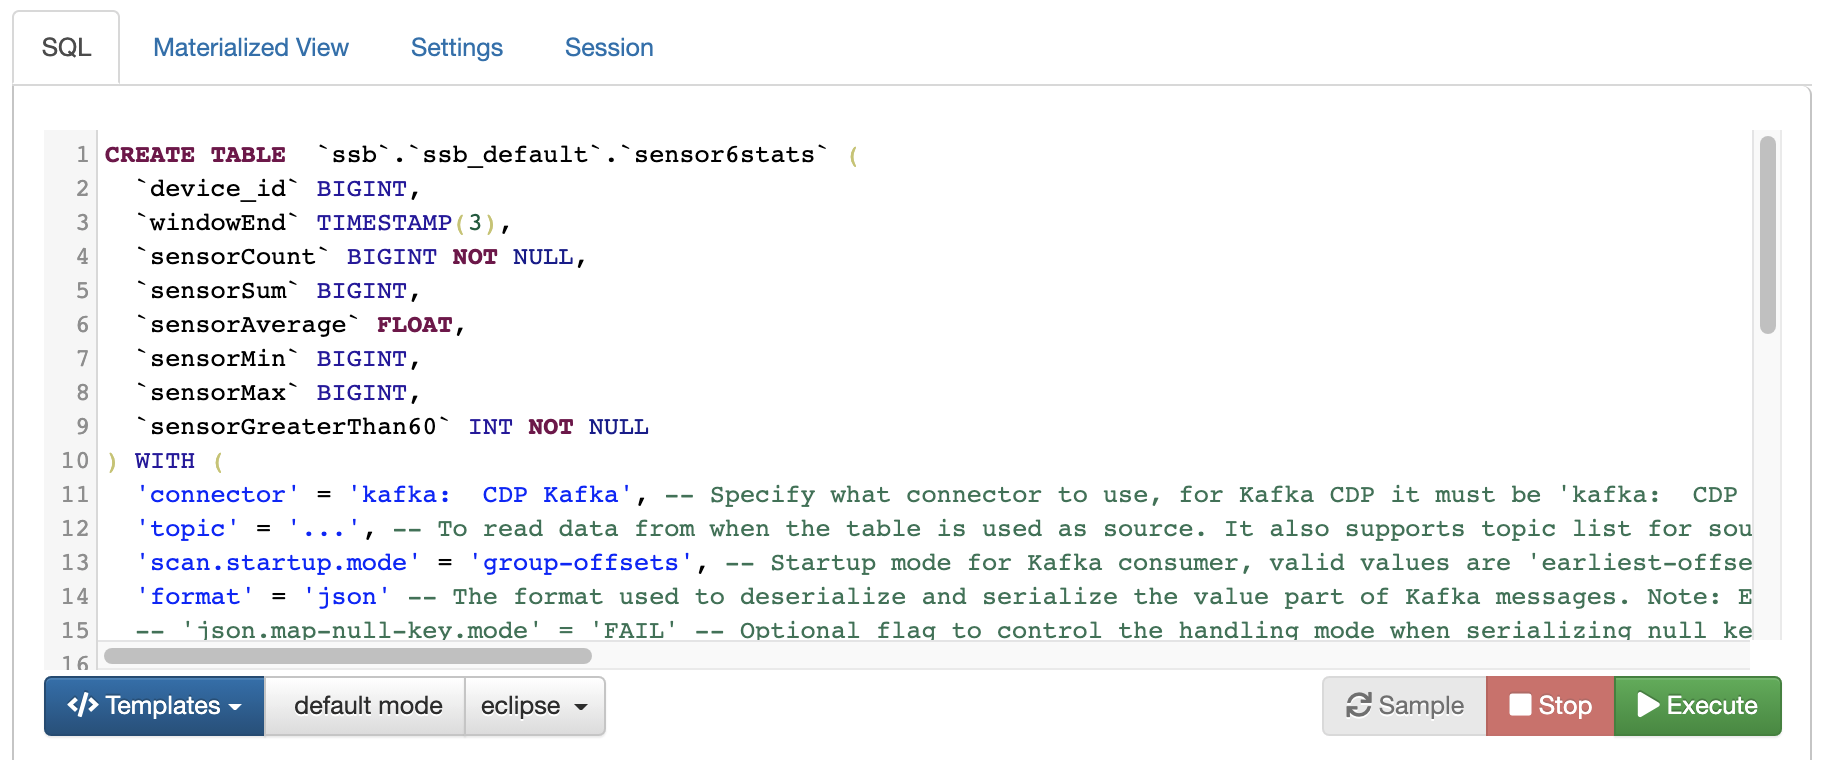 SQL Materialized View Settings Session
1 CREATE TABLE  `ssb`.`ssb_default`.`sensor6stats` (
2   `device_id` BIGINT,
3   `windowEnd` TIMESTAMP(3),
4   `sensorCount` BIGINT NOT NULL,
5   `sensorSum` BIGINT,
6   `sensorAverage` FLOAT,
7   `sensorMin` BIGINT,
8   `sensorMax` BIGINT,
9   `sensorGreaterThan60` INT NOT NULL
10 ) WITH (
11   'connector' = 'kafka:  CDP Kafka', -- Specify what connector to use, for Kafka CDP it must be 'kafka:  CDP
12   'topic' = '...', -- To read data from when the table is used as source. It also supports topic list for sou
13   'scan.startup.mode' = 'group-offsets', -- Startup mode for Kafka consumer, valid values are 'earliest-offse
14   'format' = 'json' -- The format used to deserialize and serialize the value part of Kafka messages. Note: E
15   -- 'json.map-null-key.mode' = 'FAIL' -- Optional flag to control the handling mode when serializing null ke
16
</> Templates default mode eclipse Sample Stop Execute